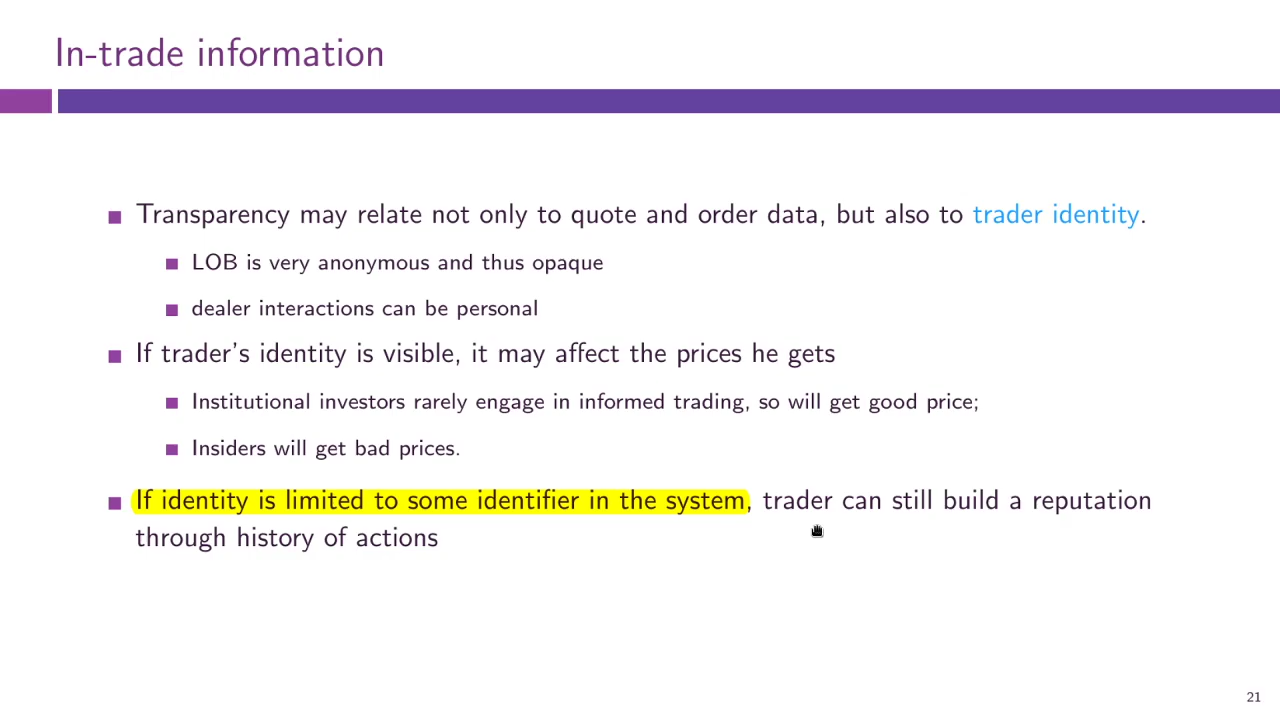 In-trade information
Transparency may relate not only to quote and order data, but also to trader identity.
LOB is very anonymous and thus opaque
dealer interactions can be personal
If trader's identity is visible, it may affect the prices he gets
Institutional investors rarely engage in informed trading, so will get good price;
Insiders will get bad prices.
If identity is limited to some identifier in the system, trader can still build a reputation
through history of actions
21